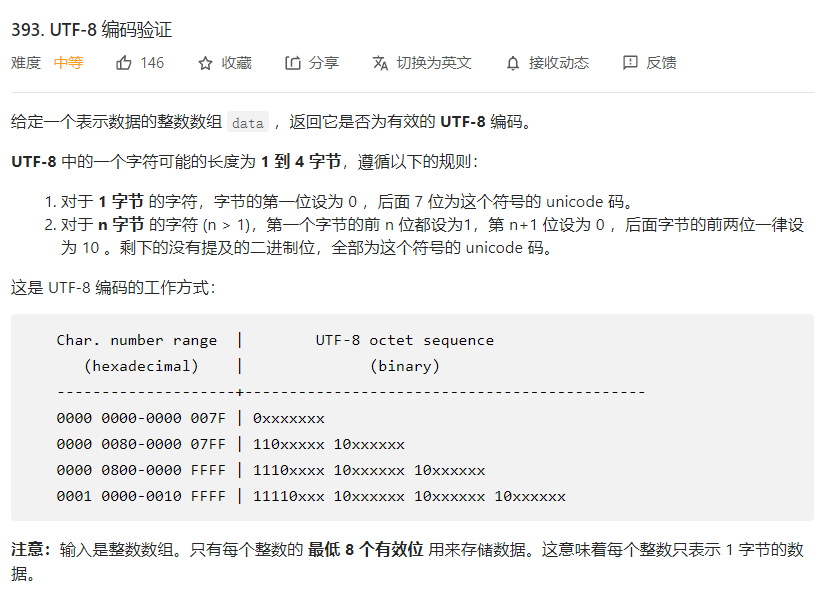 393. UTF-8 编码验证
难度 中等 146 收藏 分享 切换为英文 接收动态 反馈
给定一个表示数据的整数数组 data ，返回它是否为有效的 UTF-8 编码。
UTF-8 中的一个字符可能的长度为 1 到 4 字节，遵循以下的规则：
1. 对于 1 字节 的字符，字节的第一位设为 0 ，后面 7 位为这个符号的 unicode 码。
2. 对于 n 字节 的字符 (n > 1)，第一个字节的前 n 位都设为1，第 n+1 位设为 0 ，后面字节的前两位一律设
为 10 。剩下的没有提及的二进制位，全部为这个符号的 unicode 码。
这是 UTF-8 编码的工作方式：
Char. number range | UTF-8 octet sequence
(hexadecimal) | (binary)
--------------------+---------------------------------------------
0000 0000-0000 007F | 0xxxxxxx
0000 0080-0000 07FF | 110xxxxx 10xxxxxx
0000 0800-0000 FFFF | 1110xxxx 10xxxxxx 10xxxxxx
0001 0000-0010 FFFF | 11110xxx 10xxxxxx 10xxxxxx 10xxxxxx
注意：输入是整数数组。只有每个整数的 最低 8 个有效位 用来存储数据。这意味着每个整数只表示 1 字节的数
据。